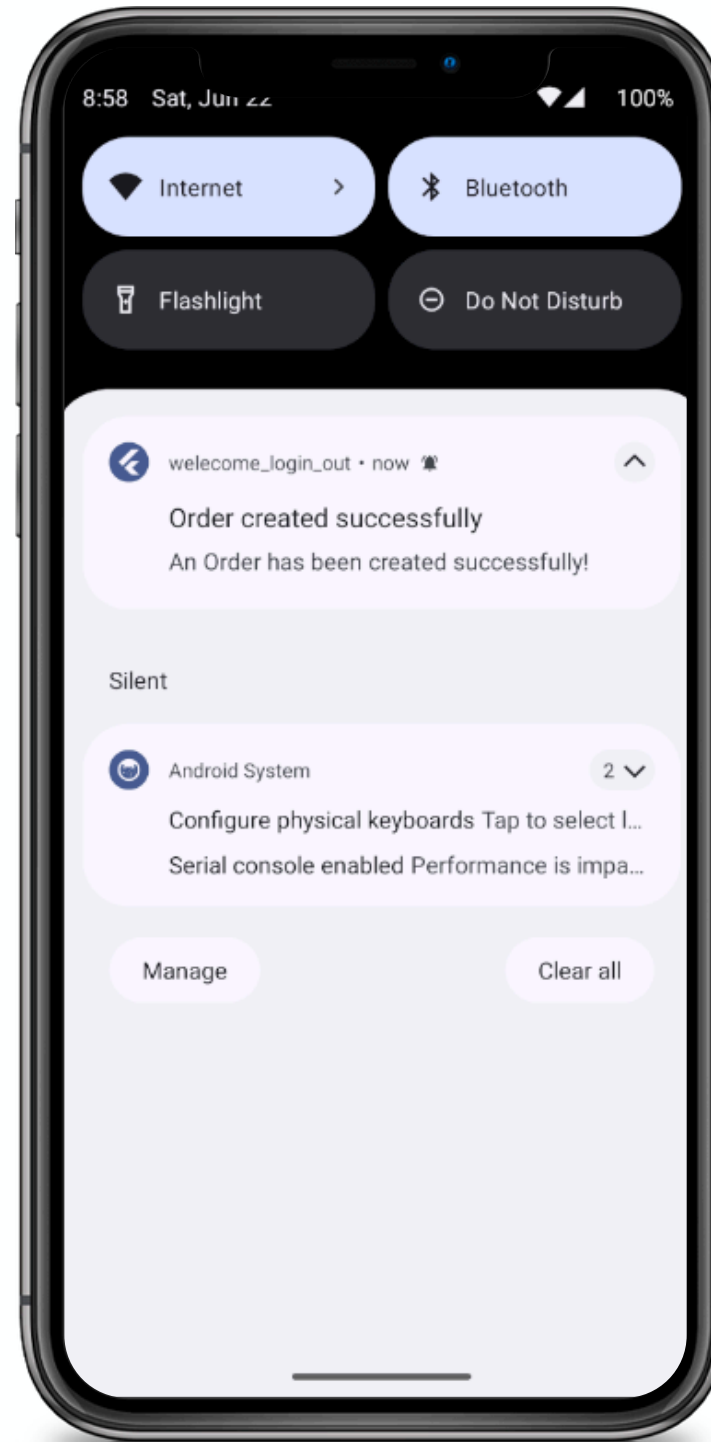 8:58 Sat, Jun 22 100%
Internet Bluetooth
Flashlight Do Not Disturb
welecome_login_out • now
Order created successfully
An Order has been created successfully!
Silent
Android System 2
Configure physical keyboards Tap to select l...
Serial console enabled Performance is impa...
Manage Clear all